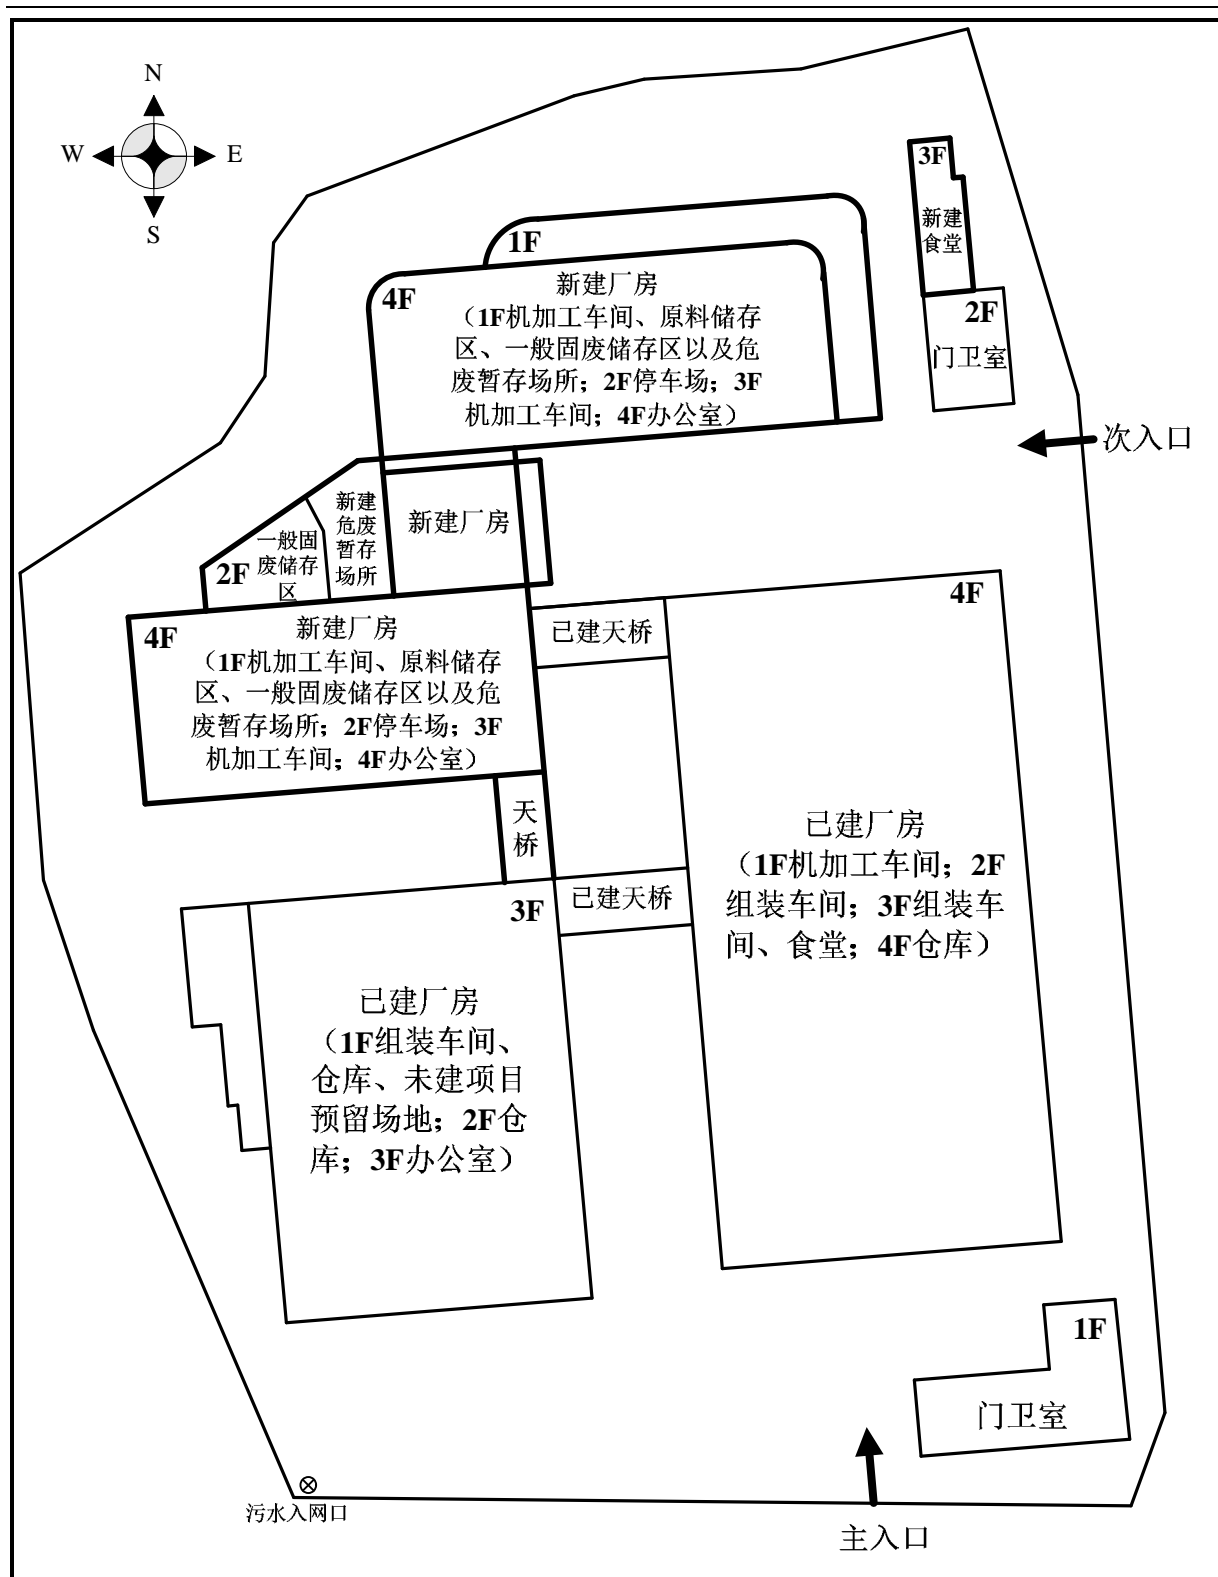 N
W
E
S
3F
新建
食堂
2F
门卫室
1F
4F
新建厂房
（1F机加工车间、原料储存
区、一般固废储存区以及危
废暂存场所；2F停车场；3F
机加工车间；4F办公室）
次入口
新建
危废
暂存
场所
新建厂房
一般固
废储存
区
2F
4F
新建厂房
（1F机加工车间、原料储存
区、一般固废储存区以及危
废暂存场所；2F停车场；3F
机加工车间；4F办公室）
已建天桥
4F
天
桥
已建厂房
（1F机加工车间；2F
组装车间；3F组装车
间、食堂；4F仓库）
已建天桥
3F
已建厂房
（1F组装车间、
仓库、未建项目
预留场地；2F仓
库；3F办公室）
1F
门卫室
污水入网口
主入口